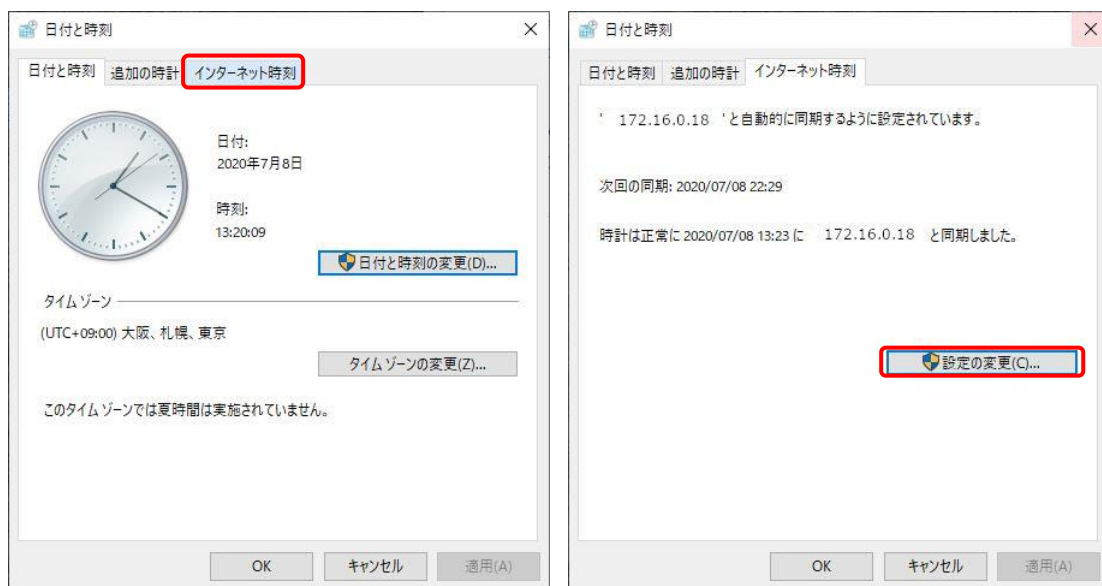 日付と時刻
日付と時刻 追加の時計 インターネット時刻
日付:
2020年7月8日
時刻:
13:20:09
日付と時刻の変更(D)...
タイム ゾーン
(UTC+09:00) 大阪、札幌、東京
タイム ゾーンの変更(Z)...
このタイム ゾーンでは夏時間は実施されていません。
OK キャンセル 適用(A)
日付と時刻
日付と時刻 追加の時計 インターネット時刻
' 172.16.0.18 'と自動的に同期するように設定されています。
次回の同期: 2020/07/08 22:29
時計は正常に 2020/07/08 13:23 に 172.16.0.18 と同期しました。
設定の変更(C)...
OK キャンセル 適用(A)